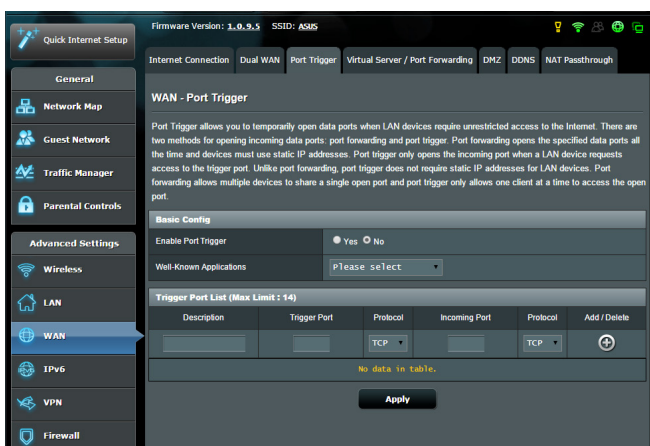 Quick Internet Setup
General
Network Map
Guest Network
Traffic Manager
Parental Controls
Advanced Settings
Wireless
LAN
WAN
IPv6
VPN
Firewall
Firmware Version: 1.0.9.5 SSID: ASUS
Internet Connection Dual WAN Port Trigger Virtual Server / Port Forwarding DMZ DDNS NAT Passthrough
WAN - Port Trigger
Port Trigger allows you to temporarily open data ports when LAN devices require unrestricted access to the Internet. There are
two methods for opening incoming data ports: port forwarding and port trigger. Port forwarding opens the specified data ports all
the time and devices must use static IP addresses. Port trigger only opens the incoming port when a LAN device requests
access to the trigger port. Unlike port forwarding, port trigger does not require static IP addresses for LAN devices. Port
forwarding allows multiple devices to share a single open port and port trigger only allows one client at a time to access the open
port.
Basic Config
Enable Port Trigger Yes No
Well-Known Applications Please select
Trigger Port List (Max Limit : 14)
Description Trigger Port Protocol Incoming Port Protocol Add / Delete
TCP TCP
No data in table.
Apply